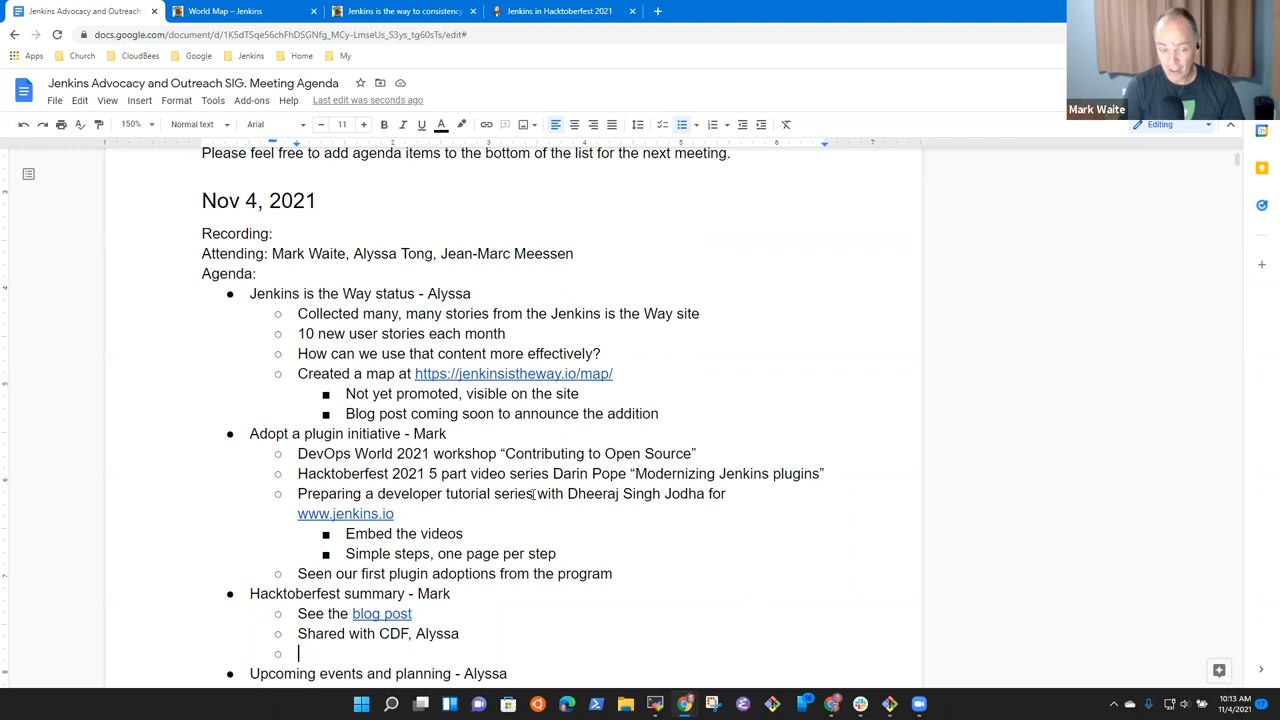 Jenkins Advocacy and Outreach S
World Map – Jenkins
Jenkins is the way to consistency
Jenkins in Hacktoberfest 2021
docs.google.com/document/d/1K5dTSqe56chFhDSGNfg_MCy-LmseUs_S3ys_tg60sTs/edit#
Apps Church CloudBees Google Jenkins Home My
Jenkins Advocacy and Outreach SIG. Meeting Agenda
Mark Waite
File Edit View Insert Format Tools Add-ons Help Last edit was seconds ago
150% Normal text Arial 11 Editing
1 1 2 3 4 5 6 7
Please feel free to add agenda items to the bottom of the list for the next meeting.
Nov 4, 2021
Recording:
Attending: Mark Waite, Alyssa Tong, Jean-Marc Meessen
Agenda:
● Jenkins is the Way status - Alyssa
○ Collected many, many stories from the Jenkins is the Way site
○ 10 new user stories each month
○ How can we use that content more effectively?
○ Created a map at https://jenkinsistheway.io/map/
■ Not yet promoted, visible on the site
■ Blog post coming soon to announce the addition
● Adopt a plugin initiative - Mark
○ DevOps World 2021 workshop “Contributing to Open Source”
○ Hacktoberfest 2021 5 part video series Darin Pope “Modernizing Jenkins plugins”
○ Preparing a developer tutorial series with Dheeraj Singh Jodha for
www.jenkins.io
■ Embed the videos
■ Simple steps, one page per step
○ Seen our first plugin adoptions from the program
● Hacktoberfest summary - Mark
○ See the blog post
○ Shared with CDF, Alyssa
○
● Upcoming events and planning - Alyssa
10:13 AM
11/4/2021